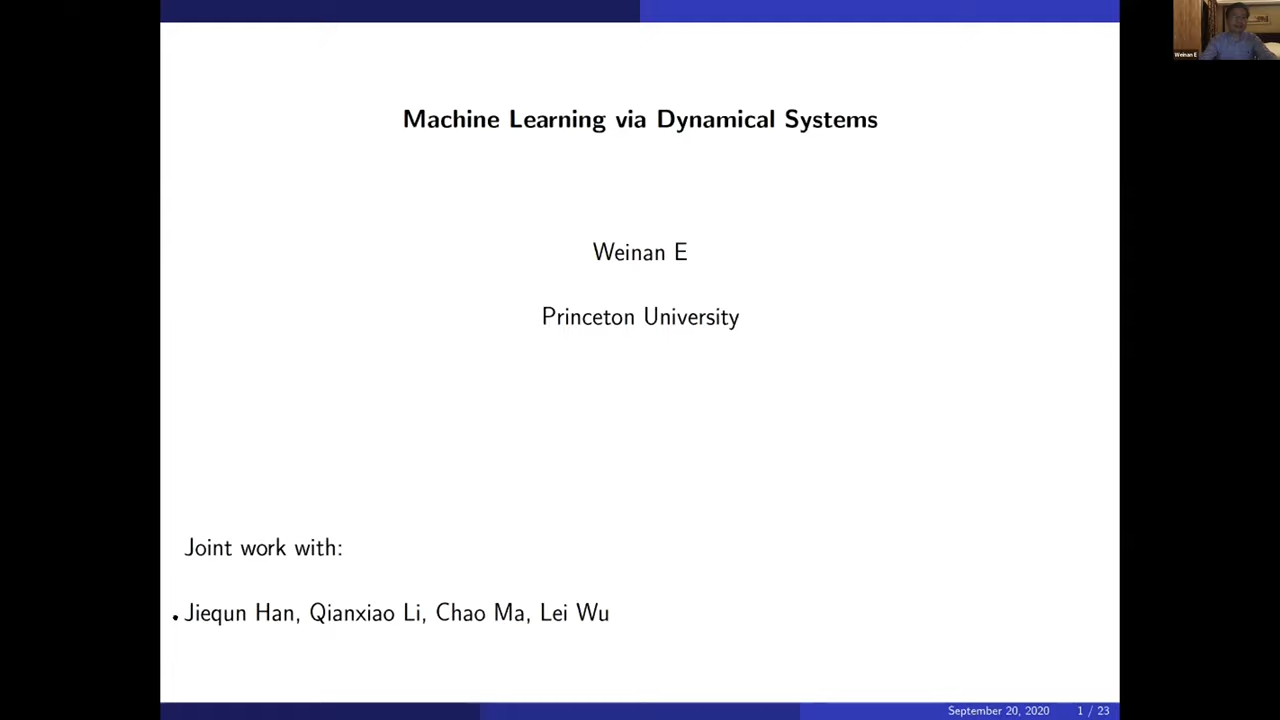 Weinan E
Machine Learning via Dynamical Systems
Weinan E
Princeton University
Joint work with:
Jiequn Han, Qianxiao Li, Chao Ma, Lei Wu
September 20, 2020 1 / 23